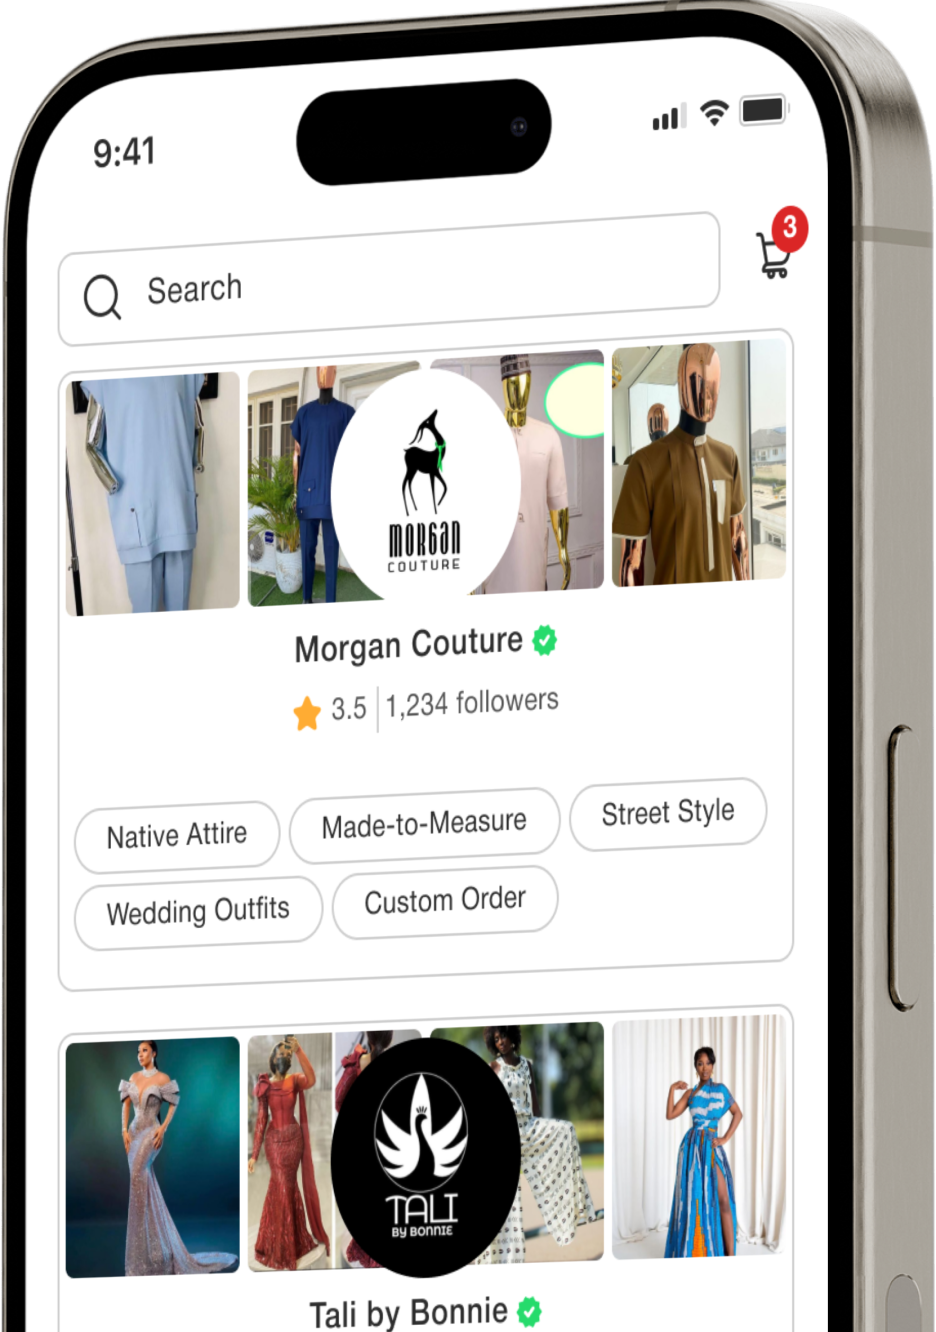 9:41
3
Search
MORGAN
COUTURE
Morgan Couture
3.5 1,234 followers
Native Attire
Made-to-Measure
Street Style
Wedding Outfits
Custom Order
TALI
BY BONNIE
Tali by Bonnie